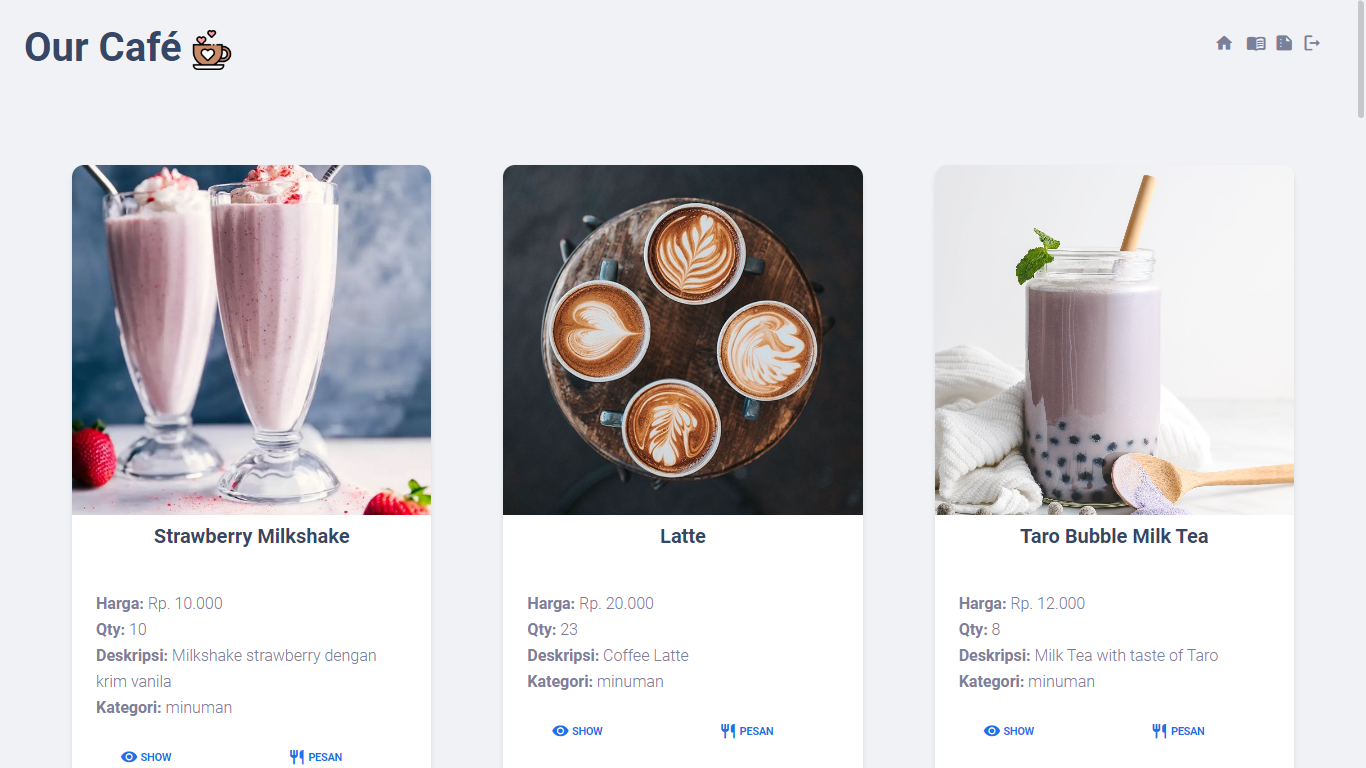 Our Café
Strawberry Milkshake
Harga: Rp. 10.000
Qty: 10
Deskripsi: Milkshake strawberry dengan
krim vanila
Kategori: minuman
SHOW PESAN
Latte
Harga: Rp. 20.000
Qty: 23
Deskripsi: Coffee Latte
Kategori: minuman
SHOW PESAN
Taro Bubble Milk Tea
Harga: Rp. 12.000
Qty: 8
Deskripsi: Milk Tea with taste of Taro
Kategori: minuman
SHOW PESAN